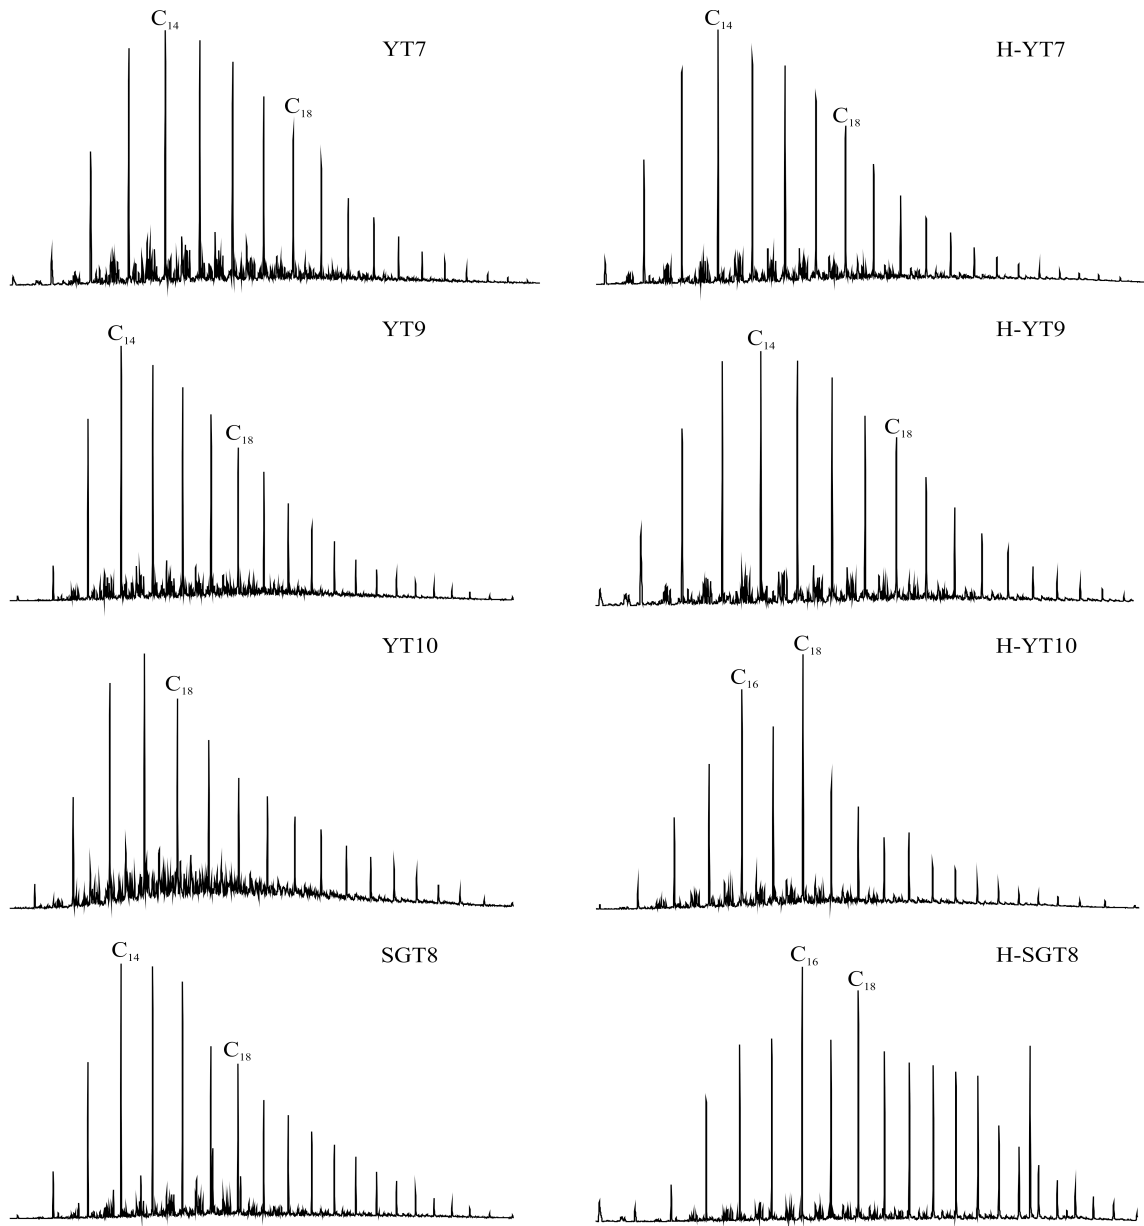 C₁₄
YT7
C₁₈
C₁₄
H-YT7
C₁₈
C₁₄
YT9
C₁₈
C₁₄
H-YT9
C₁₈
YT10
C₁₈
C₁₈
H-YT10
C₁₆
C₁₄
SGT8
C₁₈
C₁₆
H-SGT8
C₁₈